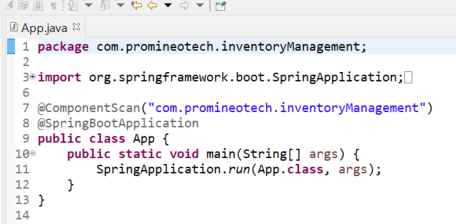 App.java
1 package com.promineotech.inventoryManagement;
2
3 import org.springframework.boot.SpringApplication;
6
7 @ComponentScan("com.promineotech.inventoryManagement")
8 @SpringBootApplication
9 public class App {
10 public static void main(String[] args) {
11 SpringApplication.run(App.class, args);
12 }
13 }
14